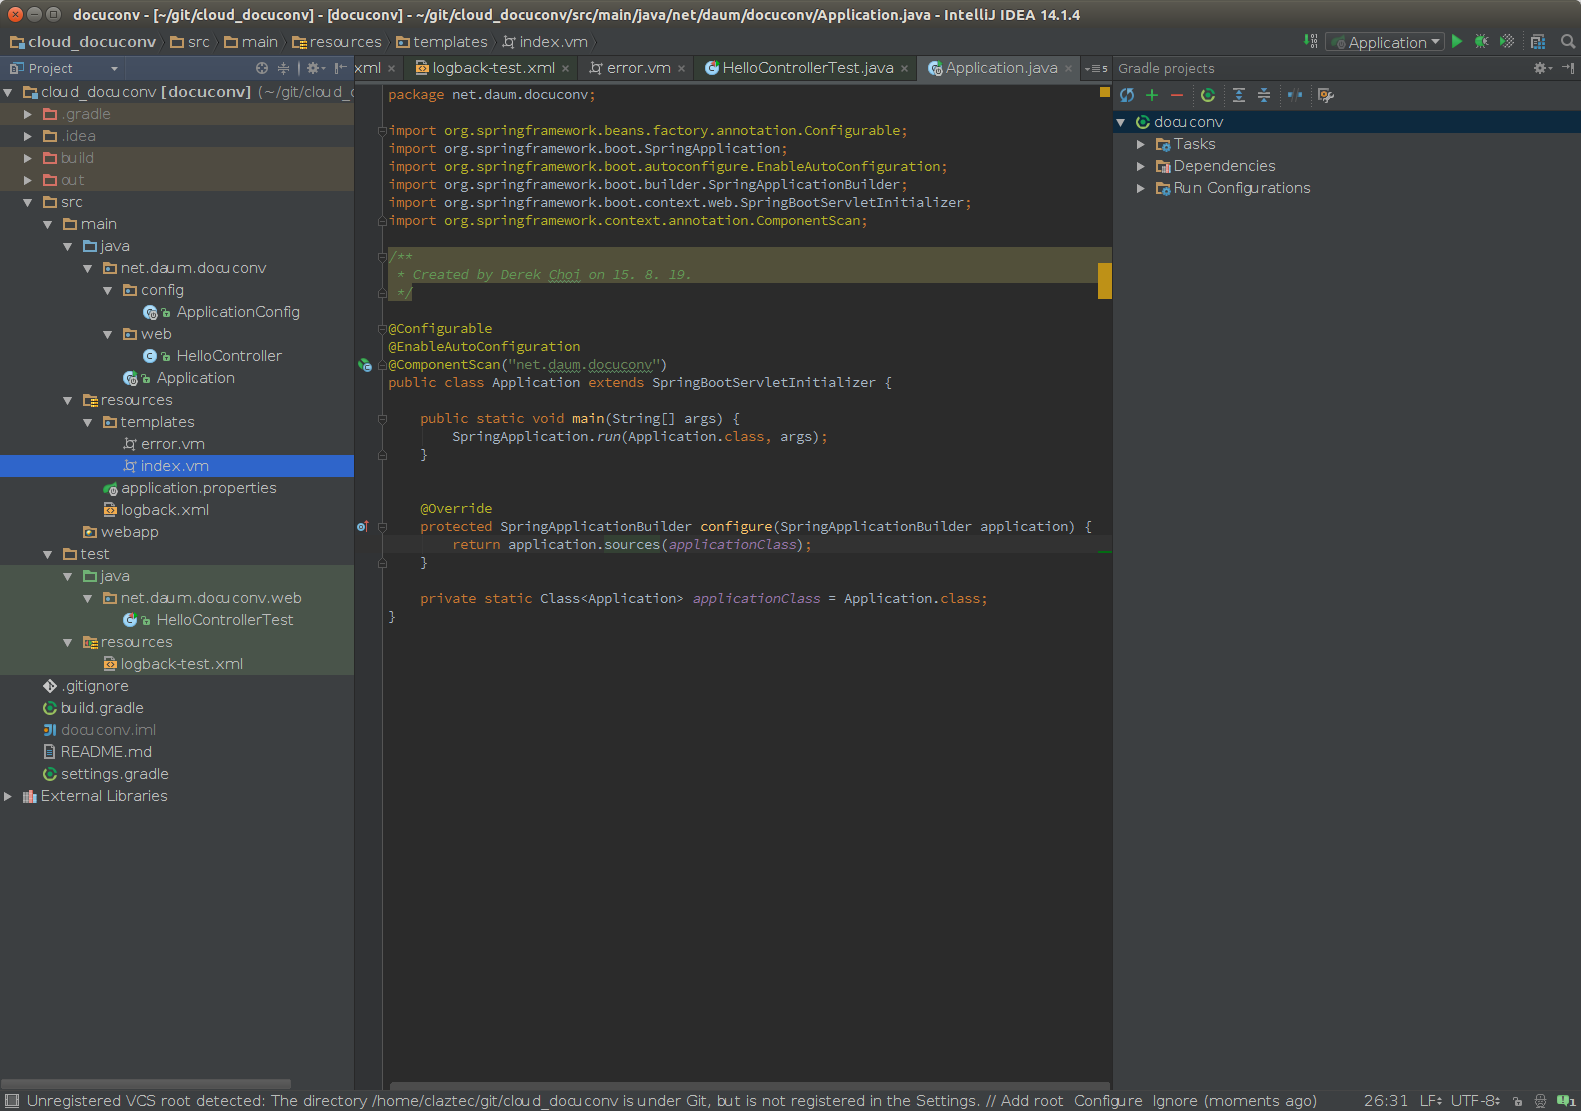 docuconv - [~/git/cloud_docuconv] - [docuconv] - ~/git/cloud_docuconv/src/main/java/net/daum/docuconv/Application.java - IntelliJ IDEA 14.1.4
cloud_docuconv src main resources templates index.vm
Application
Project
xml logback-test.xml error.vm HelloControllerTest.java Application.java
Gradle projects
cloud_docuconv [docuconv] (~/git/cloud_
.gradle
.idea
build
out
src
main
java
net.daum.docuconv
config
ApplicationConfig
web
HelloController
Application
resources
templates
error.vm
index.vm
application.properties
logback.xml
webapp
test
java
net.daum.docuconv.web
HelloControllerTest
resources
logback-test.xml
.gitignore
build.gradle
docuconv.iml
README.md
settings.gradle
External Libraries
package net.daum.docuconv;
import org.springframework.beans.factory.annotation.Configurable;
import org.springframework.boot.SpringApplication;
import org.springframework.boot.autoconfigure.EnableAutoConfiguration;
import org.springframework.boot.builder.SpringApplicationBuilder;
import org.springframework.boot.context.web.SpringBootServletInitializer;
import org.springframework.context.annotation.ComponentScan;
/**
* Created by Derek Choi on 15. 8. 19.
*/
@Configurable
@EnableAutoConfiguration
@ComponentScan("net.daum.docuconv")
public class Application extends SpringBootServletInitializer {
public static void main(String[] args) {
SpringApplication.run(Application.class, args);
}
@Override
protected SpringApplicationBuilder configure(SpringApplicationBuilder application) {
return application.sources(applicationClass);
}
private static Class<Application> applicationClass = Application.class;
}
docuconv
Tasks
Dependencies
Run Configurations
Unregistered VCS root detected: The directory /home/claztec/git/cloud_docuconv is under Git, but is not registered in the Settings. // Add root Configure Ignore (moments ago)
26:31 LF UTF-8